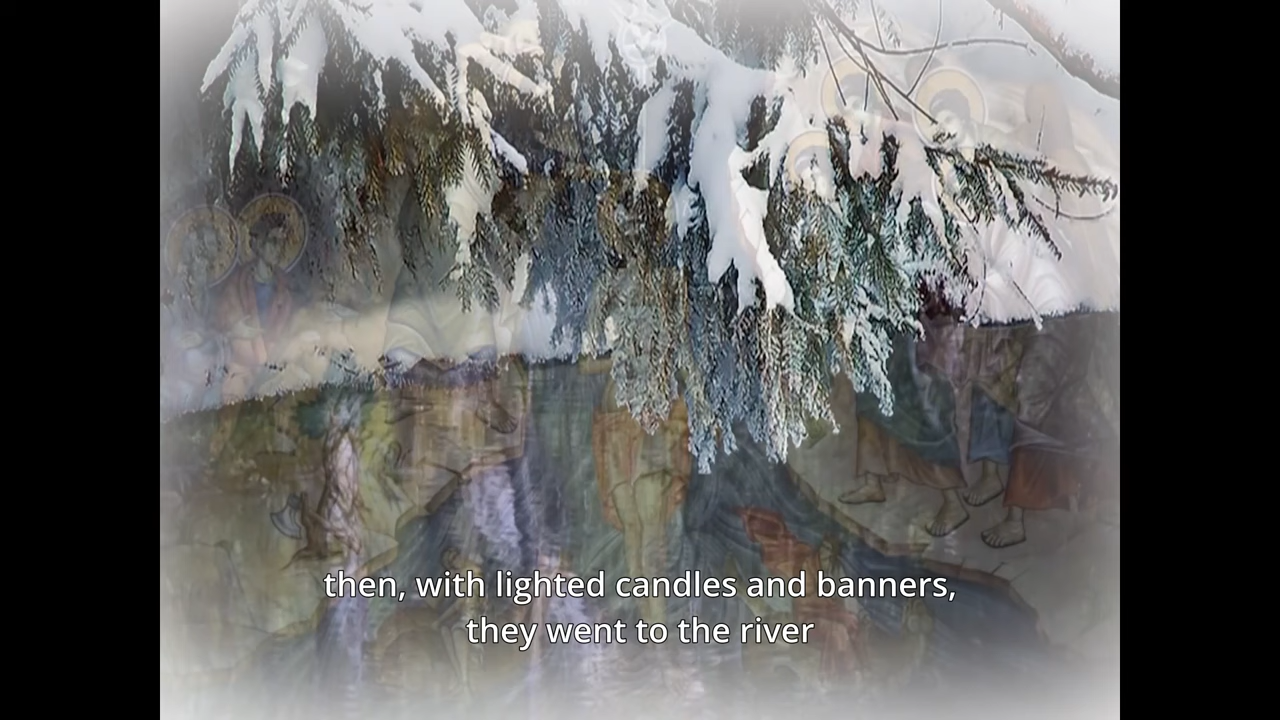 then, with lighted candles and banners,
they went to the river